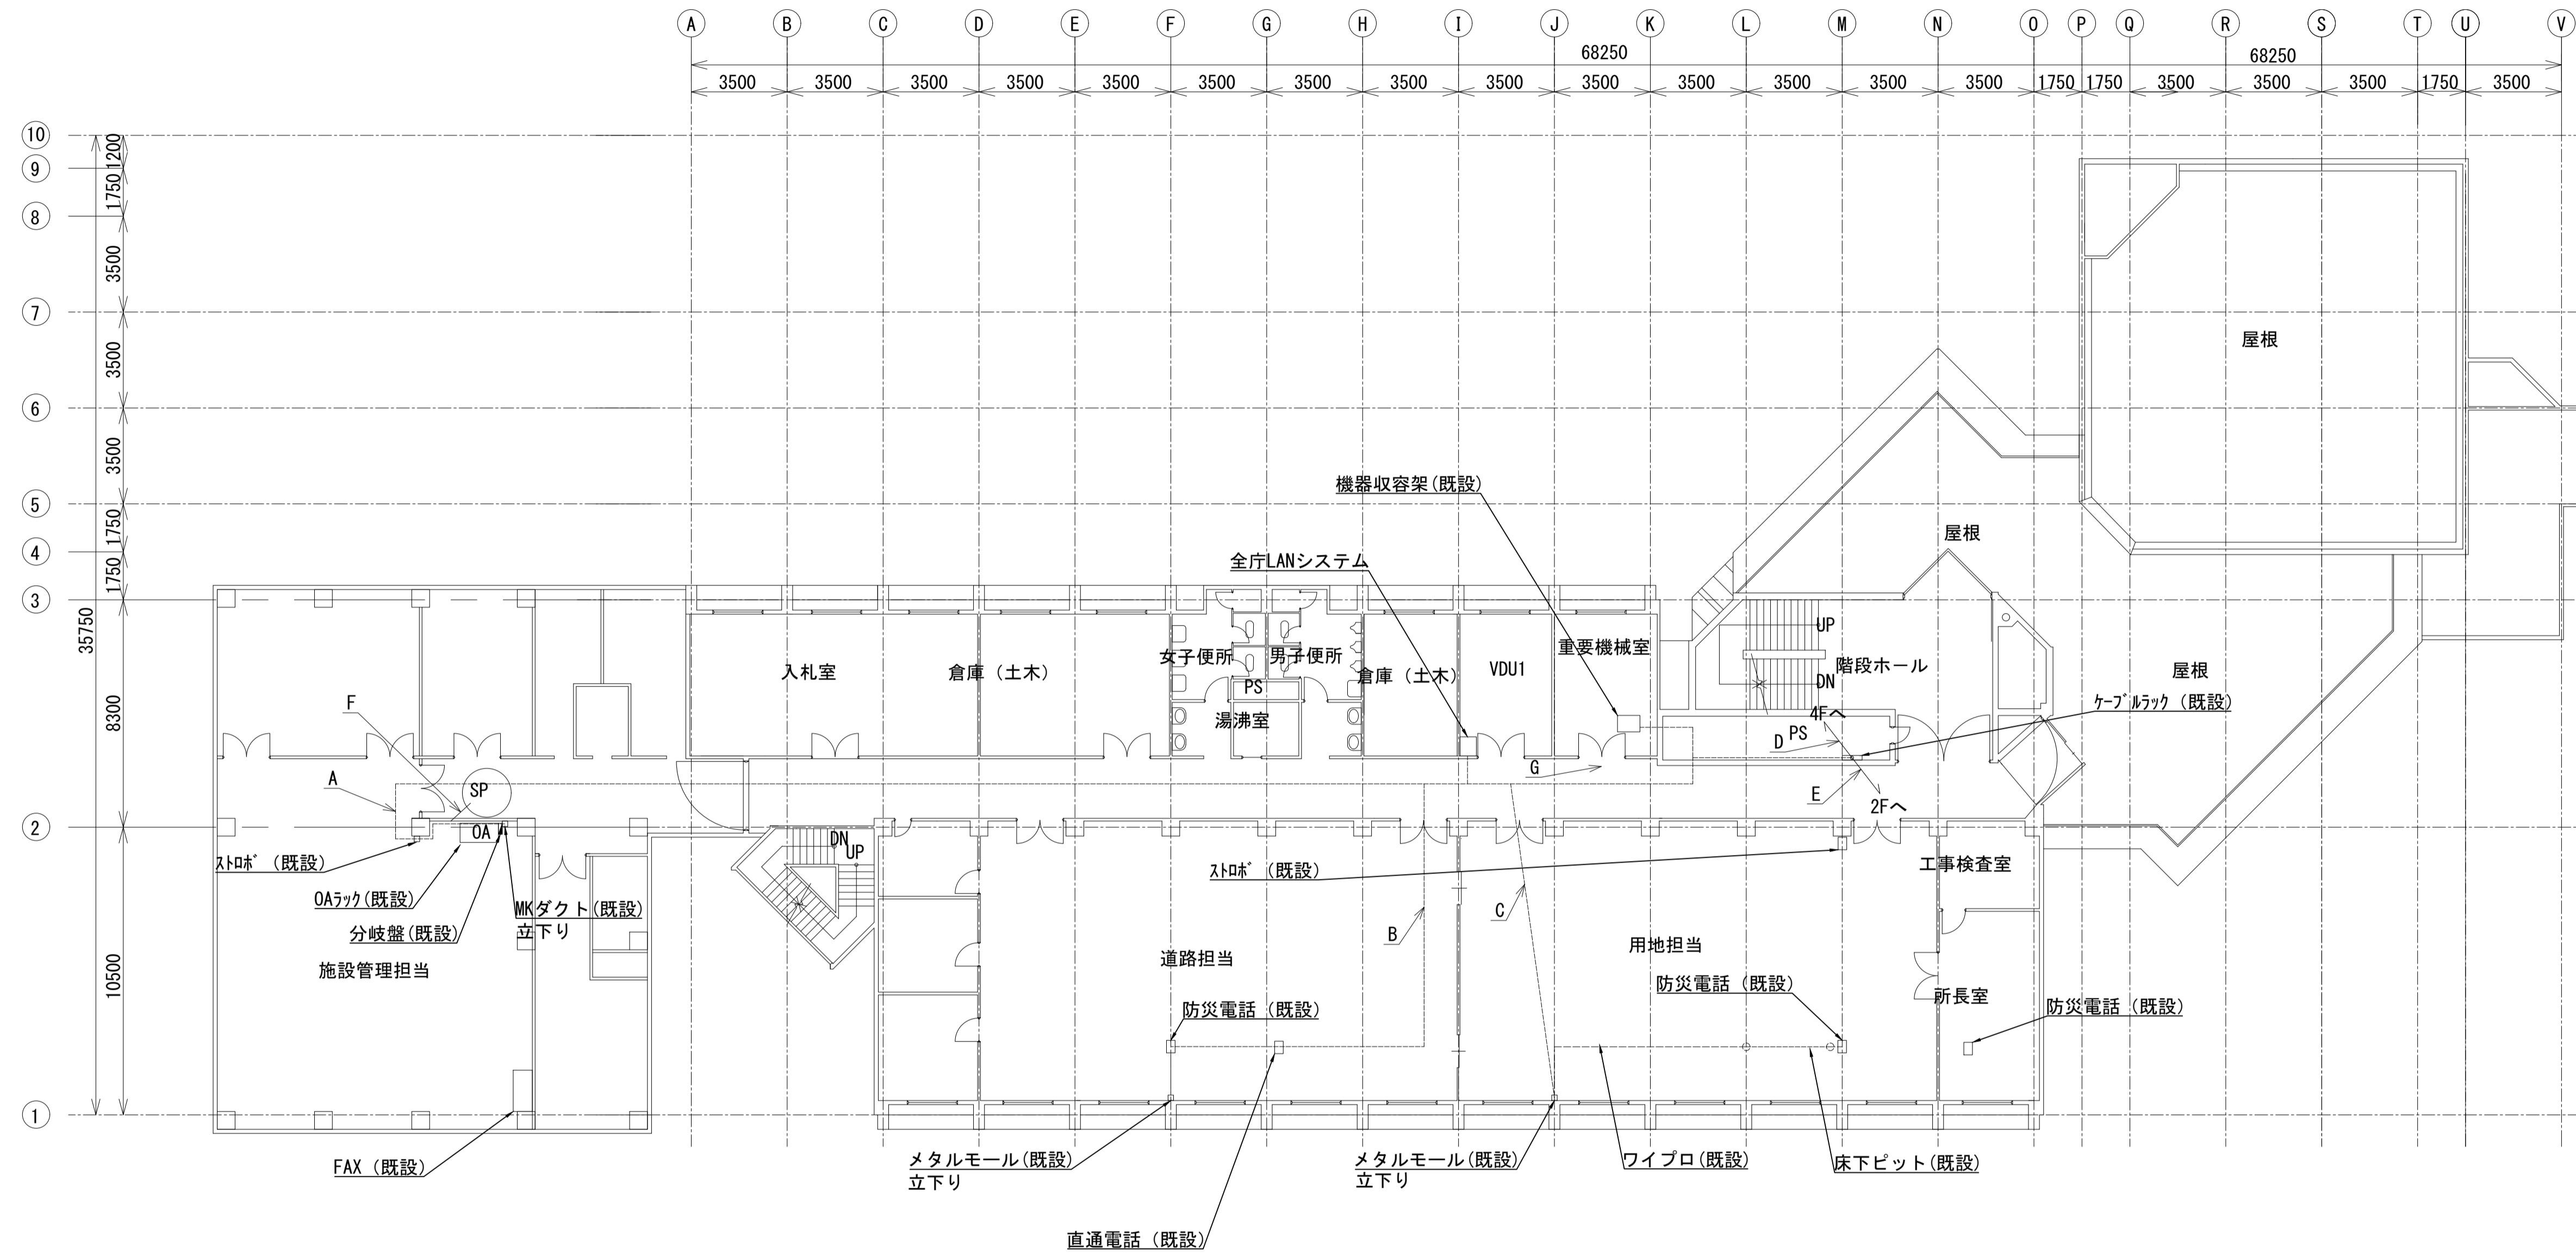 A B C D E F G H I J K L M N O P Q R S T U V
68250 68250
3500 3500 3500 3500 3500 3500 3500 3500 3500 3500 3500 3500 3500 3500 1750 1750 3500 3500 3500 1750 3500
10
1200
9
1750
8
3500
7
3500
6
3500
5
1750
4
1750
3
35750
8300
2
10500
1
屋根
屋根
屋根
機器収容架(既設)
全庁LANシステム
入札室
倉庫（土木）
女子便所
男子便所
PS
湯沸室
倉庫（土木）
VDU1
重要機械室
UP
階段ホール
DN
ケーブルラック（既設）
4Fへ
D
PS
G
E
2Fへ
F
A
SP
OA
ストロボ（既設）
OAラック(既設)
分岐盤(既設)
MKダクト(既設)
立下り
施設管理担当
DN
UP
ストロボ（既設）
工事検査室
B
C
道路担当
用地担当
防災電話（既設）
防災電話（既設）
所長室
防災電話（既設）
FAX（既設）
メタルモール(既設)
立下り
メタルモール(既設)
立下り
ワイプロ(既設)
床下ピット(既設)
直通電話（既設）